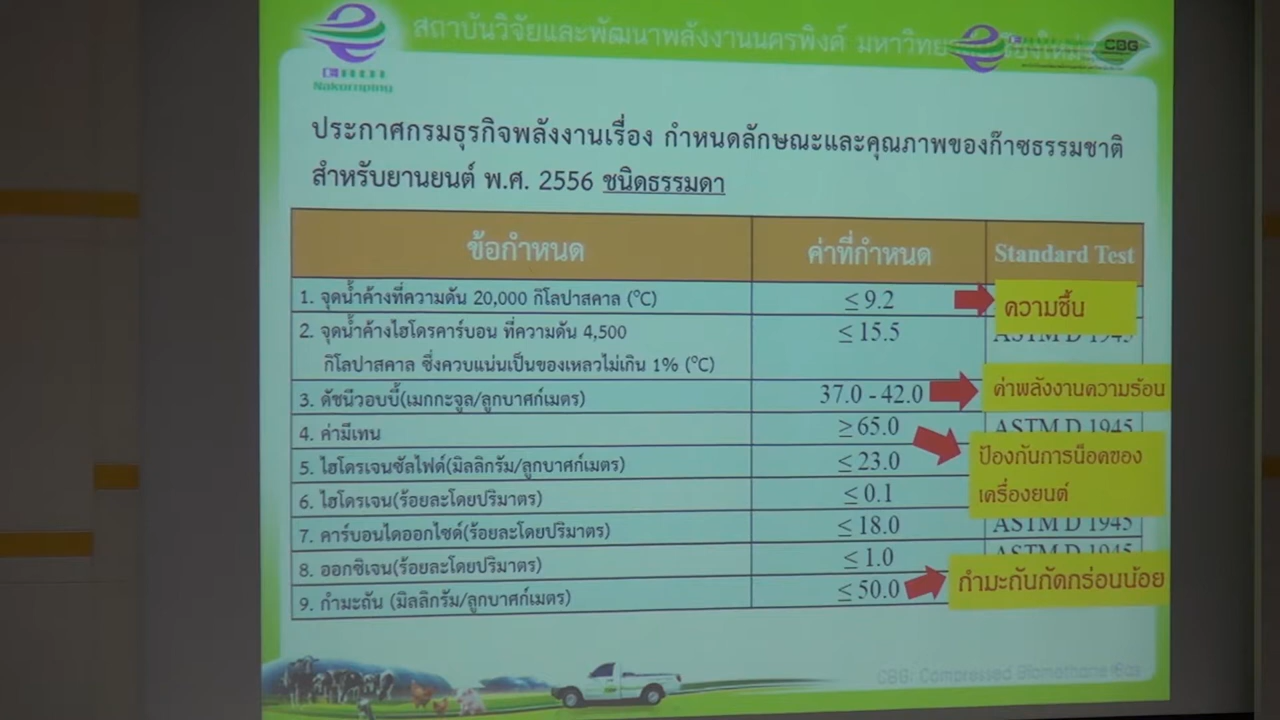 สถาบันวิจัยและพัฒนาพลังงานนครพิงค์
CBG
Nakornping
ประกาศกรมธุรกิจพลังงานเรื่อง กำหนดลักษณะและคุณภาพของก๊าซธรรมชาติ
สำหรับยานยนต์ พ.ศ. 2556 ชนิดธรรมดา
ข้อกำหนด ค่าที่กำหนด Standard Test
1. จุดน้ำค้างที่ความดัน 20,000 กิโลปาสคาล (°C) ≤ 9.2 ความชื้น
2. จุดน้ำค้างไฮโดรคาร์บอน ที่ความดัน 4,500 ≤ 15.5 ASTM D 1945
กิโลปาสคาล ซึ่งควบแน่นเป็นของเหลวไม่เกิน 1% (°C)
3. ดัชนีวอบบี้(เมกกะจูล/ลูกบาศก์เมตร) 37.0 - 42.0 ค่าพลังงานความร้อน
4. ค่ามีเทน ≥ 65.0 ASTM D 1945
5. ไฮโดรเจนซัลไฟด์(มิลลิกรัม/ลูกบาศก์เมตร) ≤ 23.0 ป้องกันการน็อคของ
6. ไฮโดรเจน(ร้อยละโดยปริมาตร) ≤ 0.1 เครื่องยนต์
7. คาร์บอนไดออกไซด์(ร้อยละโดยปริมาตร) ≤ 18.0 ASTM D 1945
8. ออกซิเจน(ร้อยละโดยปริมาตร) ≤ 1.0 ASTM D 1945
9. กำมะถัน (มิลลิกรัม/ลูกบาศก์เมตร) ≤ 50.0 กำมะถันกัดกร่อนน้อย
CBG: Compressed Biomethane Gas